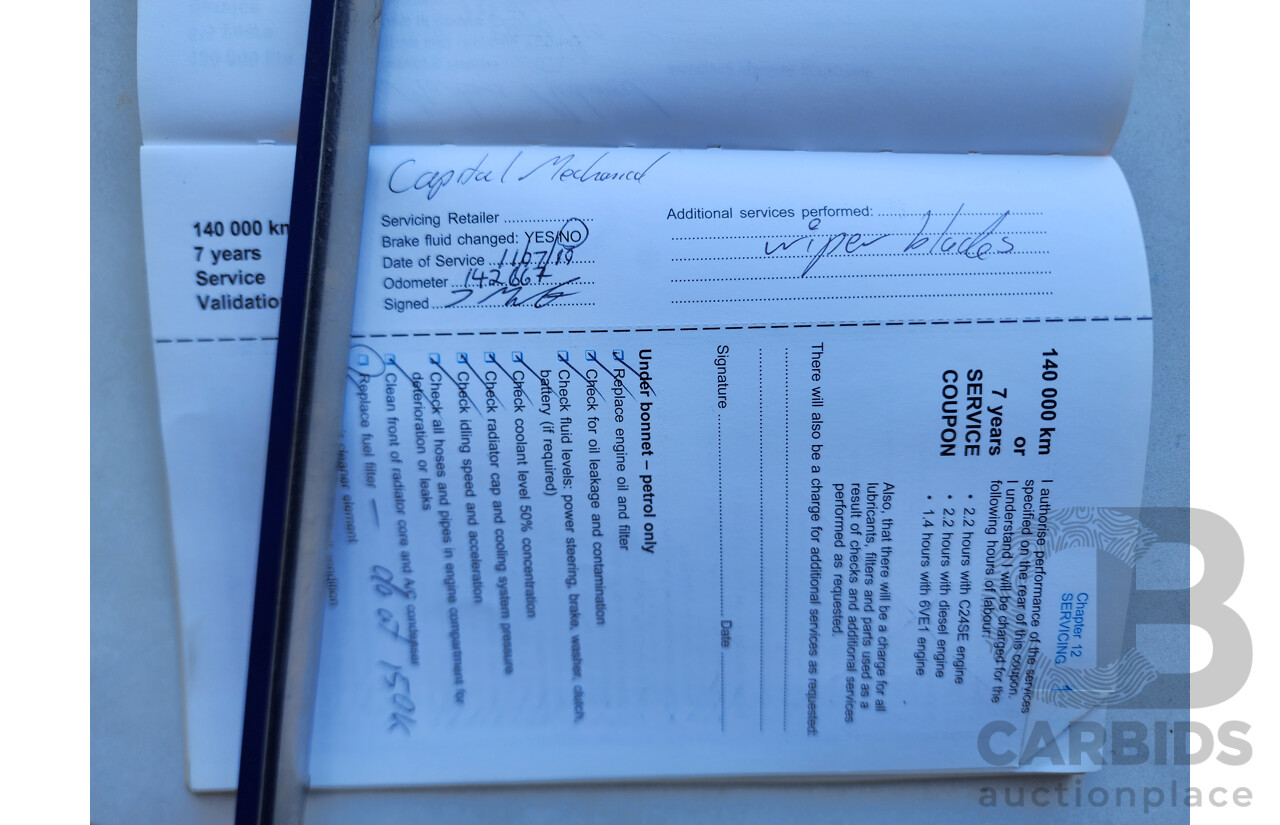 Capital Mechanical
140 000 km
7 years
Service
Validatio
Servicing Retailer
Brake fluid changed: YES/NO
Date of Service 11/07/10
Odometer 142,667
Signed
Additional services performed:
wiper blades
Chapter 12
SERVICING
140 000 km
or
7 years
SERVICE
COUPON
I authorise performance of the services
specified on the rear of this coupon.
I understand I will be charged for the
following hours of labour:
• 2.2 hours with C24SE engine
• 2.2 hours with diesel engine
• 1.4 hours with 6VE1 engine
Also, that there will be a charge for all
lubricants, filters and parts used as a
result of checks and additional services
performed as requested.
There will also be a charge for additional services as requested:
Signature Date
Under bonnet – petrol only
Replace engine oil and filter
Check for oil leakage and contamination
Check fluid levels: power steering, brake, washer, clutch,
battery (if required)
Check coolant level 50% concentration
Check radiator cap and cooling system pressure
Check idling speed and acceleration
Check all hoses and pipes in engine compartment for
deterioration or leaks
Clean front of radiator core and A/C condenser
Replace fuel filter — do at 150K
cleaner element
CARBIDS
auctionplace